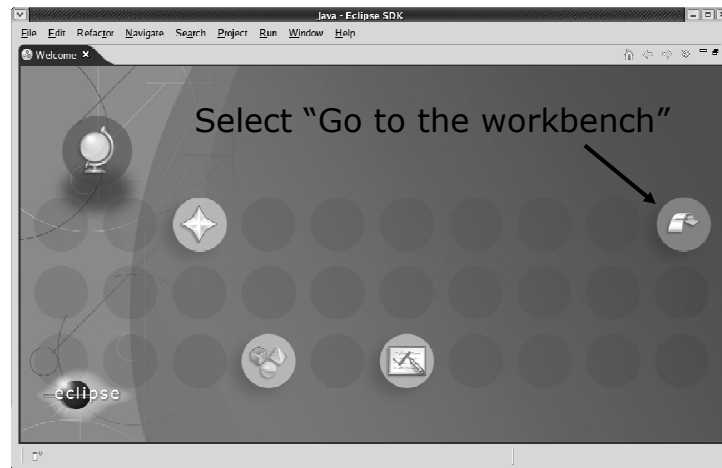 Java - Eclipse SDK
File Edit Refactor Navigate Search Project Run Window Help
Welcome
Select “Go to the workbench”
eclipse